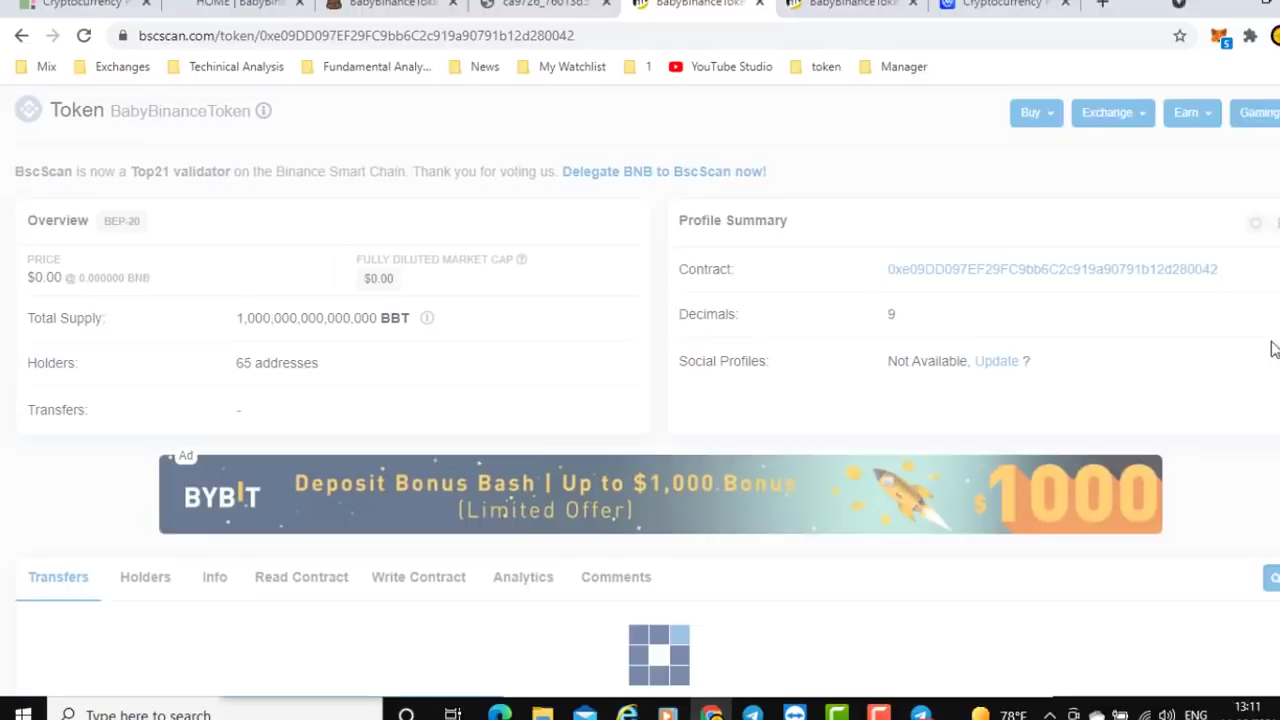 Cryptocurrency P
HOME | BabyBin
BabyBinanceToke
ca9726_76013b5
BabyBinanceToke
BabyBinanceToke
Cryptocurrency P
bscscan.com/token/0xe09DD097EF29FC9bb6C2c919a90791b12d280042
5
Mix
Exchanges
Techinical Analysis
Fundamental Analy...
News
My Watchlist
1
YouTube Studio
token
Manager
Token BabyBinanceToken
Buy
Exchange
Earn
Gaming
BscScan is now a Top21 validator on the Binance Smart Chain. Thank you for voting us. Delegate BNB to BscScan now!
Overview BEP-20
Profile Summary
PRICE
FULLY DILUTED MARKET CAP
$0.00 @ 0.000000 BNB
$0.00
Contract: 0xe09DD097EF29FC9bb6C2c919a90791b12d280042
Total Supply: 1,000,000,000,000,000 BBT
Decimals: 9
Holders: 65 addresses
Social Profiles: Not Available, Update ?
Transfers: -
Ad
BYBIT
Deposit Bonus Bash | Up to $1,000 Bonus
(Limited Offer)
$1000
Transfers
Holders
Info
Read Contract
Write Contract
Analytics
Comments
Type here to search
78°F
ENG
13:11